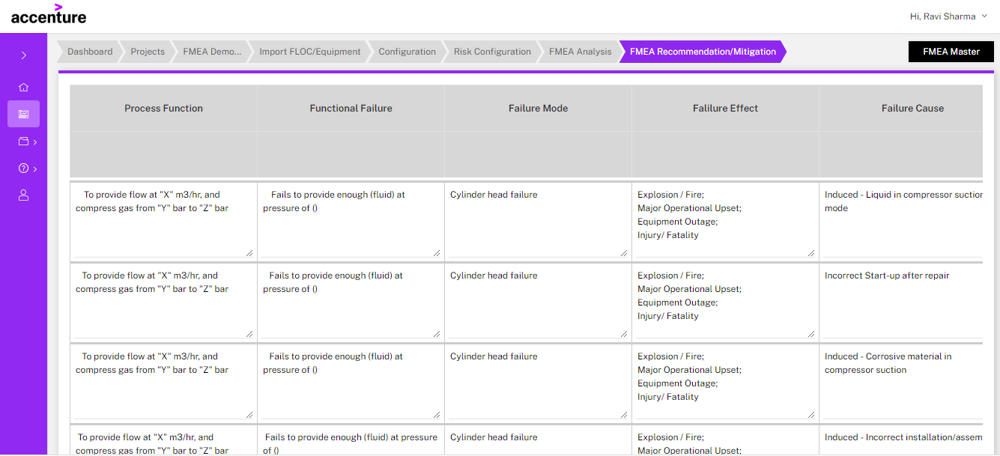 accenture
Hi, Ravi Sharma
Dashboard
Projects
FMEA Demo...
Import FLOC/Equipment
Configuration
Risk Configuration
FMEA Analysis
FMEA Recommendation/Mitigation
FMEA Master
Process Function
Functional Failure
Failure Mode
Falilure Effect
Failure Cause
To provide flow at "X" m3/hr, and
compress gas from "Y" bar to "Z" bar
Fails to provide enough (fluid) at
pressure of ()
Cylinder head failure
Explosion / Fire;
Major Operational Upset;
Equipment Outage;
Injury/ Fatality
Induced - Liquid in compressor suction
mode
To provide flow at "X" m3/hr, and
compress gas from "Y" bar to "Z" bar
Fails to provide enough (fluid) at
pressure of ()
Cylinder head failure
Explosion / Fire;
Major Operational Upset;
Equipment Outage;
Injury/ Fatality
Incorrect Start-up after repair
To provide flow at "X" m3/hr, and
compress gas from "Y" bar to "Z" bar
Fails to provide enough (fluid) at
pressure of ()
Cylinder head failure
Explosion / Fire;
Major Operational Upset;
Equipment Outage;
Injury/ Fatality
Induced - Corrosive material in
compressor suction
To provide flow at "X" m3/hr, and
compress gas from "Y" bar to "Z" bar
Fails to provide enough (fluid) at pressure
of ()
Cylinder head failure
Explosion / Fire;
Major Operational Upset;
Induced - Incorrect installation/assem